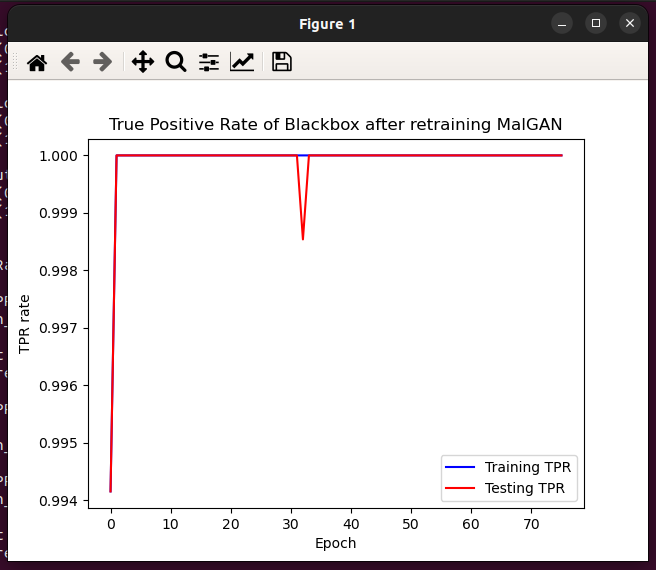 Figure 1
True Positive Rate of Blackbox after retraining MalGAN
1.000
0.999
0.998
0.997
0.996
0.995
0.994
TPR rate
0 10 20 30 40 50 60 70
Epoch
Training TPR
Testing TPR